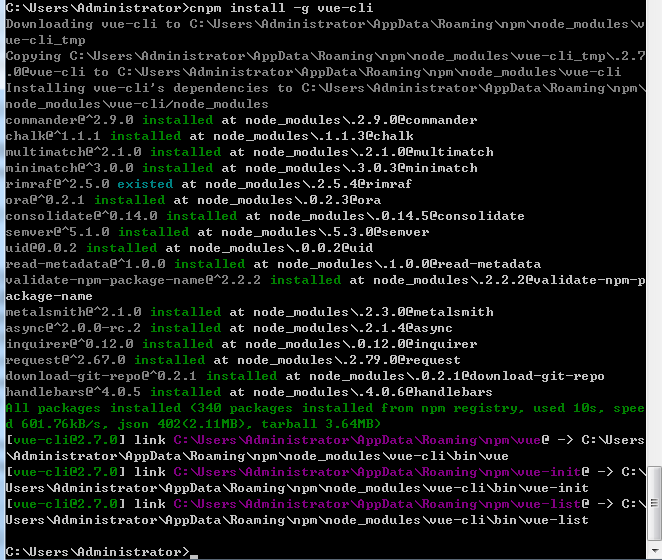 C:\Users\Administrator>cnpm install -g vue-cli
Downloading vue-cli to C:\Users\Administrator\AppData\Roaming\npm\node_modules\v
ue-cli_tmp
Copying C:\Users\Administrator\AppData\Roaming\npm\node_modules\vue-cli_tmp\.2.7
.0@vue-cli to C:\Users\Administrator\AppData\Roaming\npm\node_modules\vue-cli
Installing vue-cli's dependencies to C:\Users\Administrator\AppData\Roaming\npm\
node_modules\vue-cli/node_modules
commander@^2.9.0 installed at node_modules\.2.9.0@commander
chalk@^1.1.1 installed at node_modules\.1.1.3@chalk
multimatch@^2.1.0 installed at node_modules\.2.1.0@multimatch
minimatch@^3.0.0 installed at node_modules\.3.0.3@minimatch
rimraf@^2.5.0 existed at node_modules\.2.5.4@rimraf
ora@^0.2.1 installed at node_modules\.0.2.3@ora
consolidate@^0.14.0 installed at node_modules\.0.14.5@consolidate
semver@^5.1.0 installed at node_modules\.5.3.0@semver
uid@0.0.2 installed at node_modules\.0.0.2@uid
read-metadata@^1.0.0 installed at node_modules\.1.0.0@read-metadata
validate-npm-package-name@^2.2.2 installed at node_modules\.2.2.2@validate-npm-p
ackage-name
metalsmith@^2.1.0 installed at node_modules\.2.3.0@metalsmith
async@^2.0.0-rc.2 installed at node_modules\.2.1.4@async
inquirer@^0.12.0 installed at node_modules\.0.12.0@inquirer
request@^2.67.0 installed at node_modules\.2.79.0@request
download-git-repo@^0.2.1 installed at node_modules\.0.2.1@download-git-repo
handlebars@^4.0.5 installed at node_modules\.4.0.6@handlebars
All packages installed (340 packages installed from npm registry, used 10s, spee
d 601.76kB/s, json 402(2.11MB), tarball 3.64MB)
[vue-cli@2.7.0] link C:\Users\Administrator\AppData\Roaming\npm\vue@ -> C:\Users
\Administrator\AppData\Roaming\npm\node_modules\vue-cli\bin\vue
[vue-cli@2.7.0] link C:\Users\Administrator\AppData\Roaming\npm\vue-init@ -> C:\
Users\Administrator\AppData\Roaming\npm\node_modules\vue-cli\bin\vue-init
[vue-cli@2.7.0] link C:\Users\Administrator\AppData\Roaming\npm\vue-list@ -> C:\
Users\Administrator\AppData\Roaming\npm\node_modules\vue-cli\bin\vue-list
C:\Users\Administrator>_